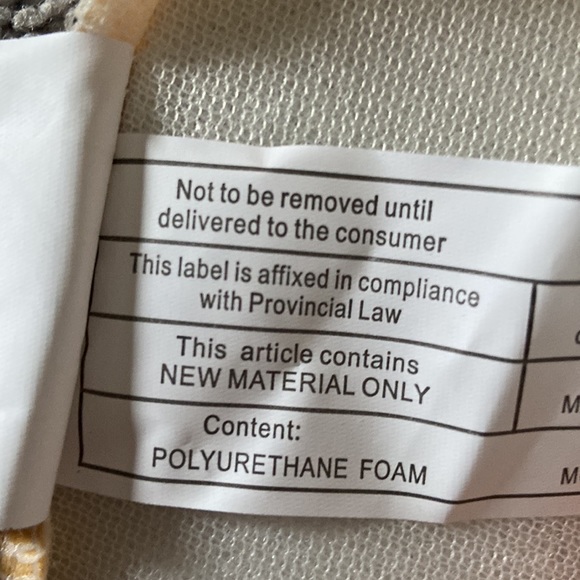 Not to be removed until
delivered to the consumer
This label is affixed in compliance
with Provincial Law
This article contains
NEW MATERIAL ONLY
Content:
POLYURETHANE FOAM